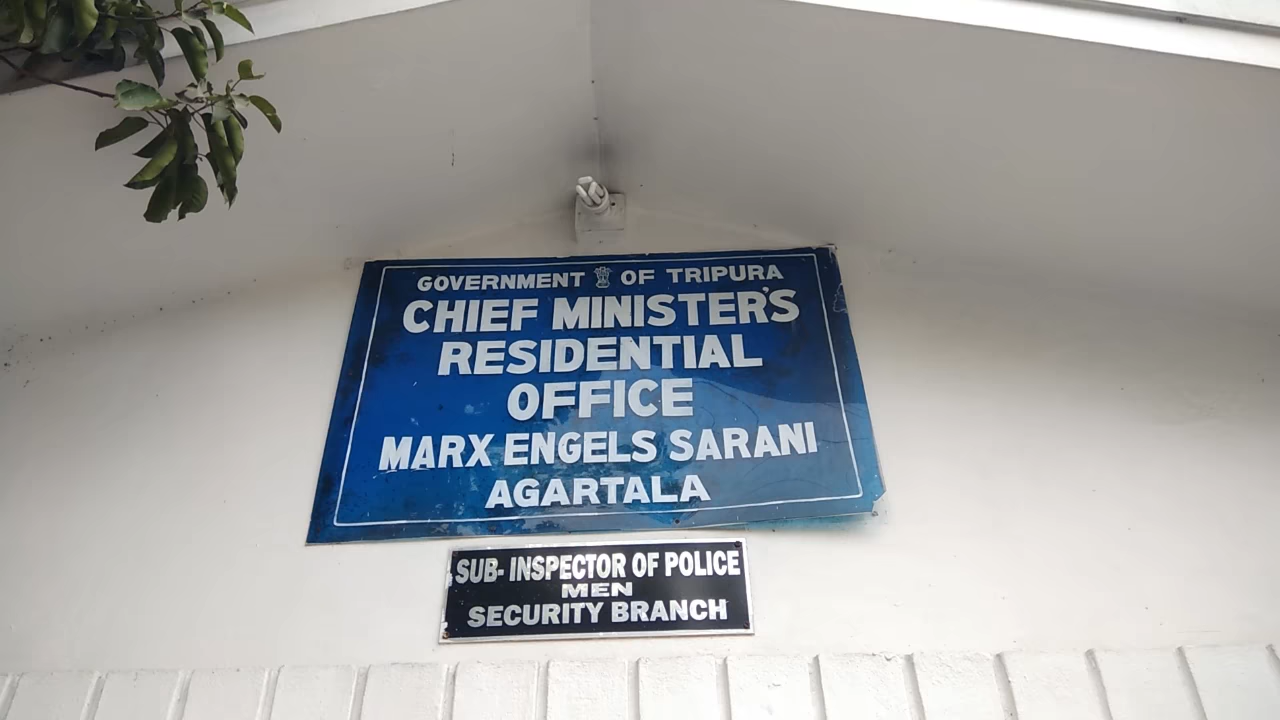 GOVERNMENT OF TRIPURA
CHIEF MINISTER'S
RESIDENTIAL
OFFICE
MARX ENGELS SARANI
AGARTALA
SUB- INSPECTOR OF POLICE
MEN
SECURITY BRANCH